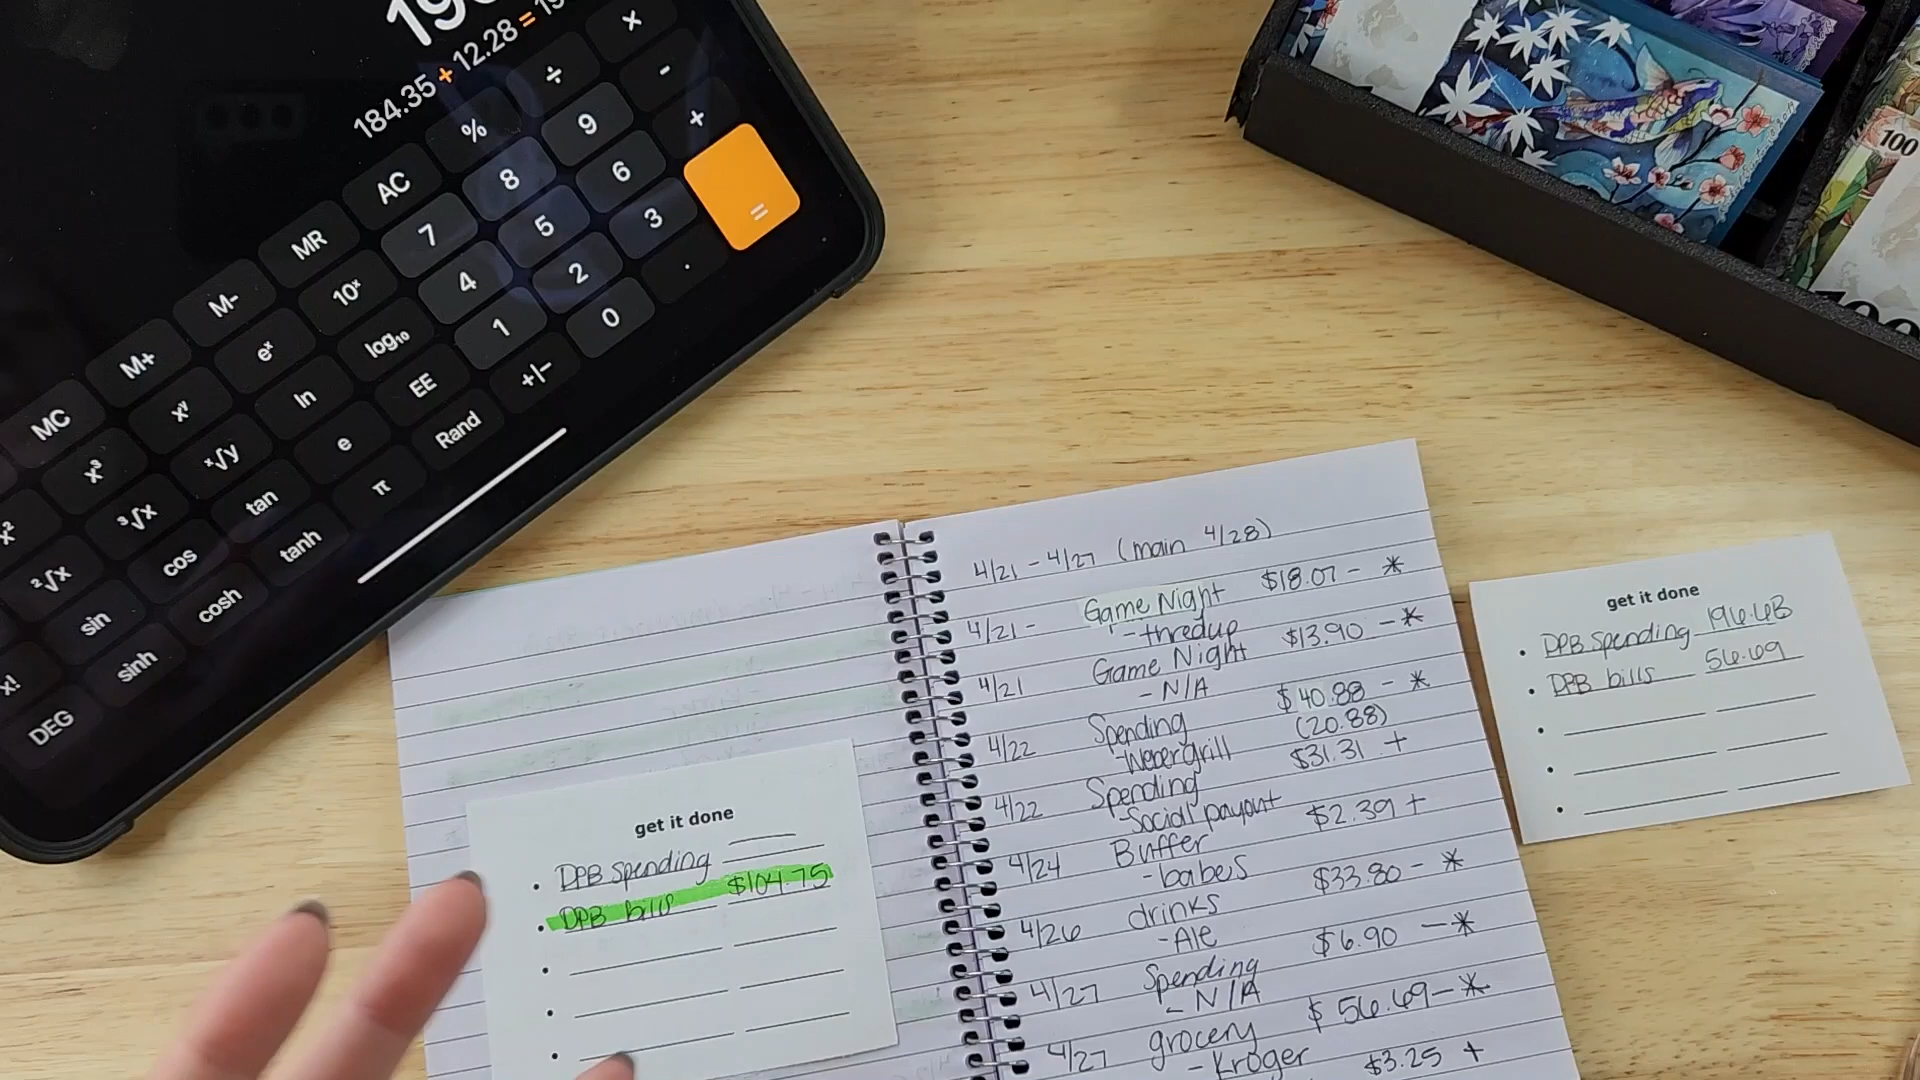 184.35 + 12.28 =
×
÷
-
%
9
+
AC
8
6
=
MR
7
5
3
M-
10ˣ
4
2
.
M+
eˣ
log₁₀
1
0
MC
xʸ
ln
EE
+/-
x³
ˣ√y
e
Rand
x²
³√x
tan
π
²√x
cos
tanh
x!
sin
cosh
DEG
sinh
100
4/21 - 4/27 (main 4/28)
4/21 - Game Night $18.07 - *
- thredup
4/21 Game Night $13.90 - *
- N/A
4/22 Spending $40.88 - *
- Weber grill (20.88)
4/22 Spending $31.31 +
- Social payout
4/24 Buffer $2.39 +
- babes
4/26 drinks $33.80 - *
- Ale
4/27 Spending $6.90 - *
- N/A
4/27 grocery $56.69 - *
- Kroger
$3.25 +
get it done
• DPB spending
• DPB bills $104.75
get it done
• DPB spending 196.63
• DPB bills 56.69